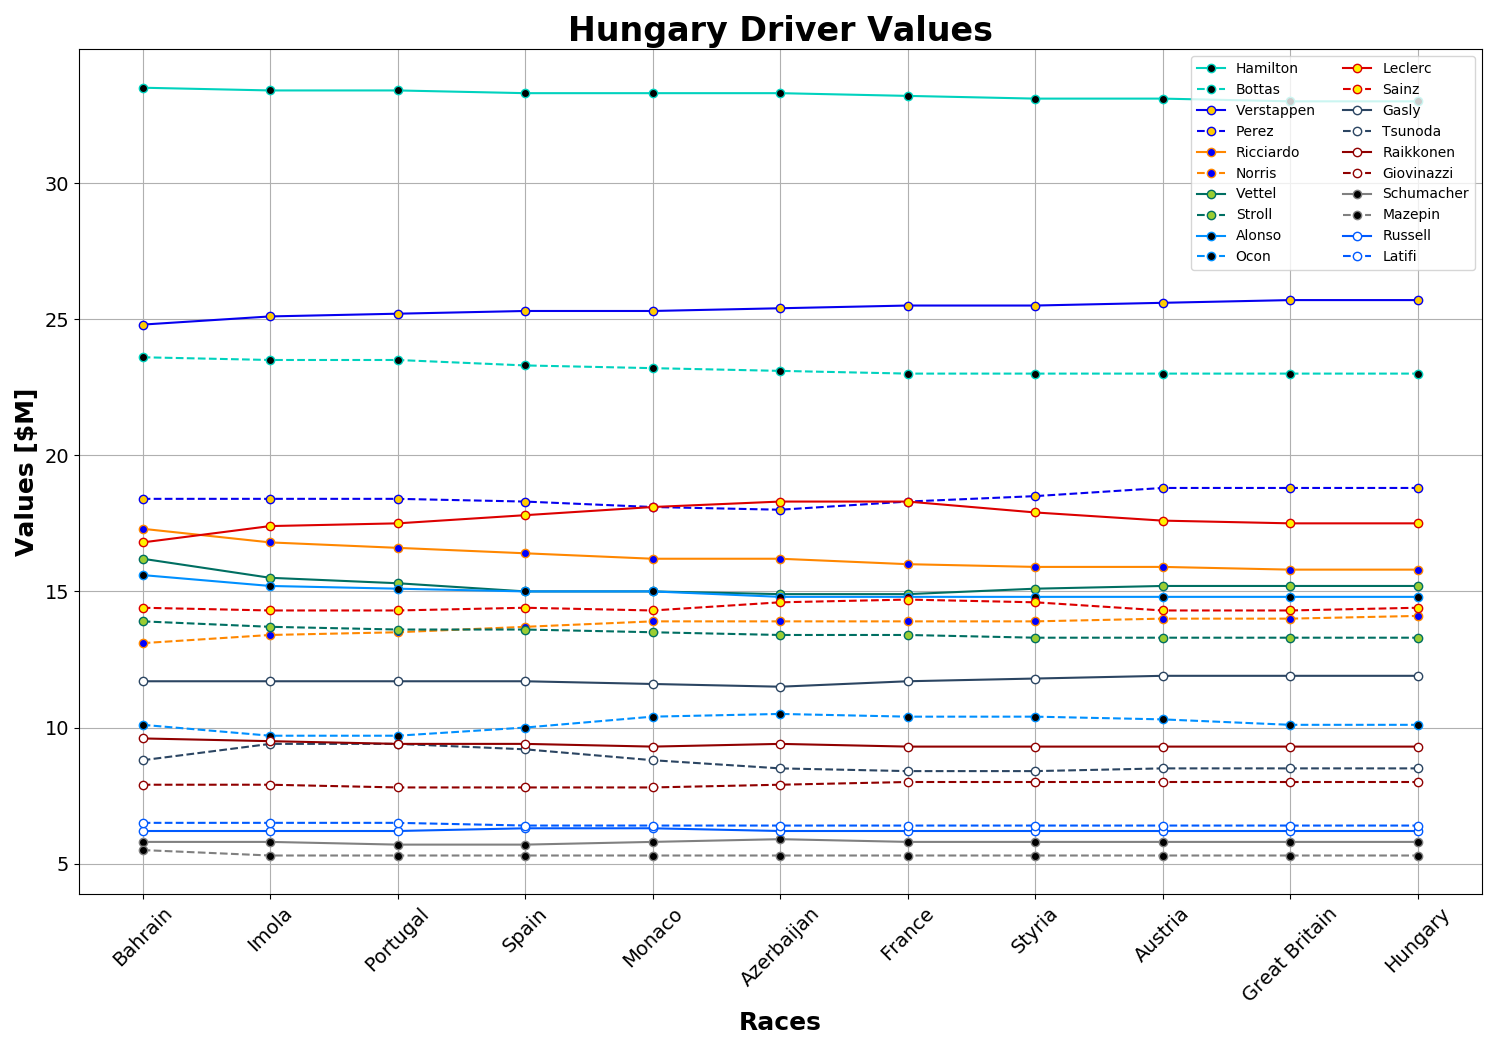 Hungary Driver Values
Hamilton
Bottas
Verstappen
Perez
Ricciardo
Norris
Vettel
Stroll
Alonso
Ocon
Leclerc
Sainz
Gasly
Tsunoda
Raikkonen
Giovinazzi
Schumacher
Mazepin
Russell
Latifi
Values [$M]
30
25
20
15
10
5
Bahrain
Imola
Portugal
Spain
Monaco
Azerbaijan
France
Styria
Austria
Great Britain
Hungary
Races